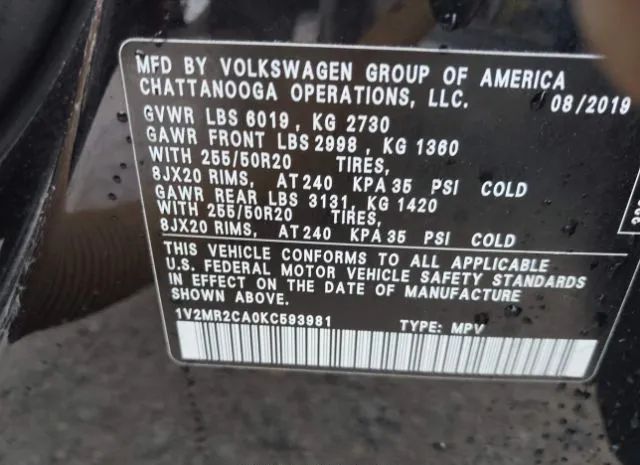 MFD BY VOLKSWAGEN GROUP OF AMERICA
CHATTANOOGA OPERATIONS, LLC. 08/2019
GVWR LBS 6019, KG 2730
GAWR FRONT LBS 2998, KG 1360
WITH 255/50R20 TIRES,
8JX20 RIMS, AT 240 KPA 35 PSI COLD
GAWR REAR LBS 3131, KG 1420
WITH 255/50R20 TIRES,
8JX20 RIMS, AT 240 KPA 35 PSI COLD
THIS VEHICLE CONFORMS TO ALL APPLICABLE
U.S. FEDERAL MOTOR VEHICLE SAFETY STANDARDS
IN EFFECT ON THE DATE OF MANUFACTURE
SHOWN ABOVE.
1V2MR2CA0KC593981 TYPE: MPV